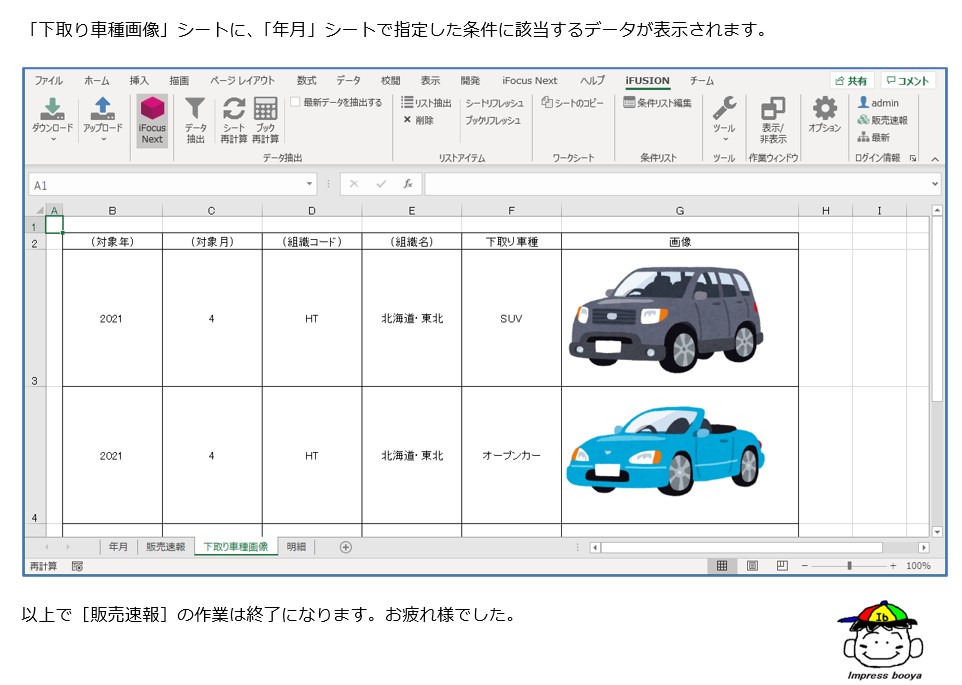 「下取り車種画像」シートに、「年月」シートで指定した条件に該当するデータが表示されます。
ファイル ホーム 挿入 描画 ページ レイアウト 数式 データ 校閲 表示 開発 iFocus Next ヘルプ iFUSION チーム 共有 コメント
ダウンロード アップロード iFocus Next データ 抽出 シート 再計算 ブック 再計算 最新データを抽出する
データ抽出
リスト抽出 シートリフレッシュ
削除 ブックリフレッシュ
リストアイテム
シートのコピー
ワークシート
条件リスト編集
条件リスト
ツール
ツール
表示/ 非表示
作業ウィンドウ
オプション
admin
販売速報
最新
ログイン情報
A1 fx
A B C D E F G H I
1
2 (対象年) (対象月) (組織コード) (組織名) 下取り車種 画像
3 2021 4 HT 北海道・東北 SUV
4 2021 4 HT 北海道・東北 オープンカー
年月 販売速報 下取り車種画像 明細
再計算 100%
以上で［販売速報］の作業は終了になります。お疲れ様でした。
Ib
Impress booya